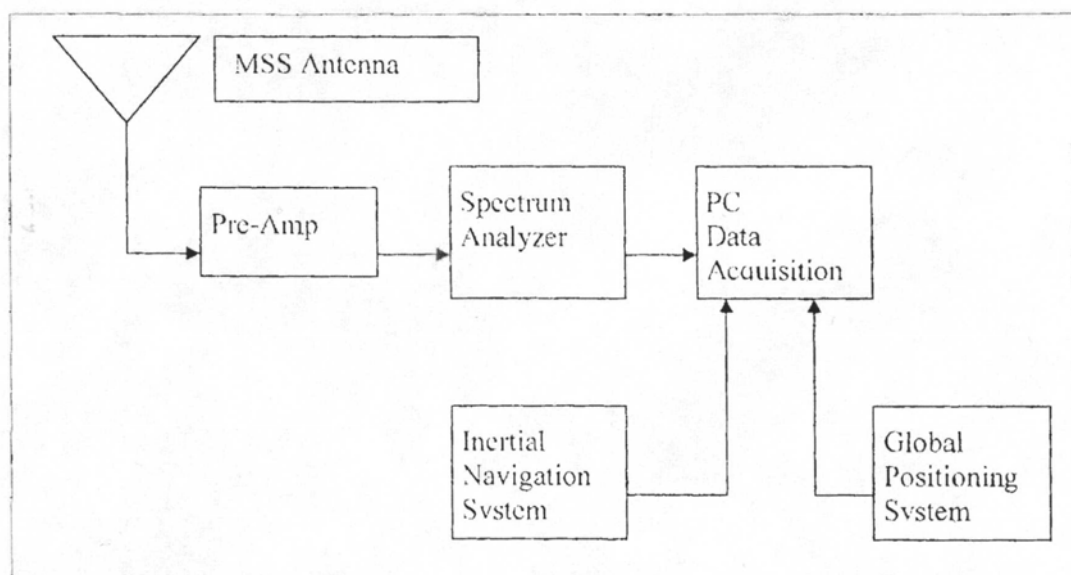 MSS Antenna
Pre-Amp
Spectrum
Analyzer
PC
Data
Acquisition
Inertial
Navigation
System
Global
Positioning
System